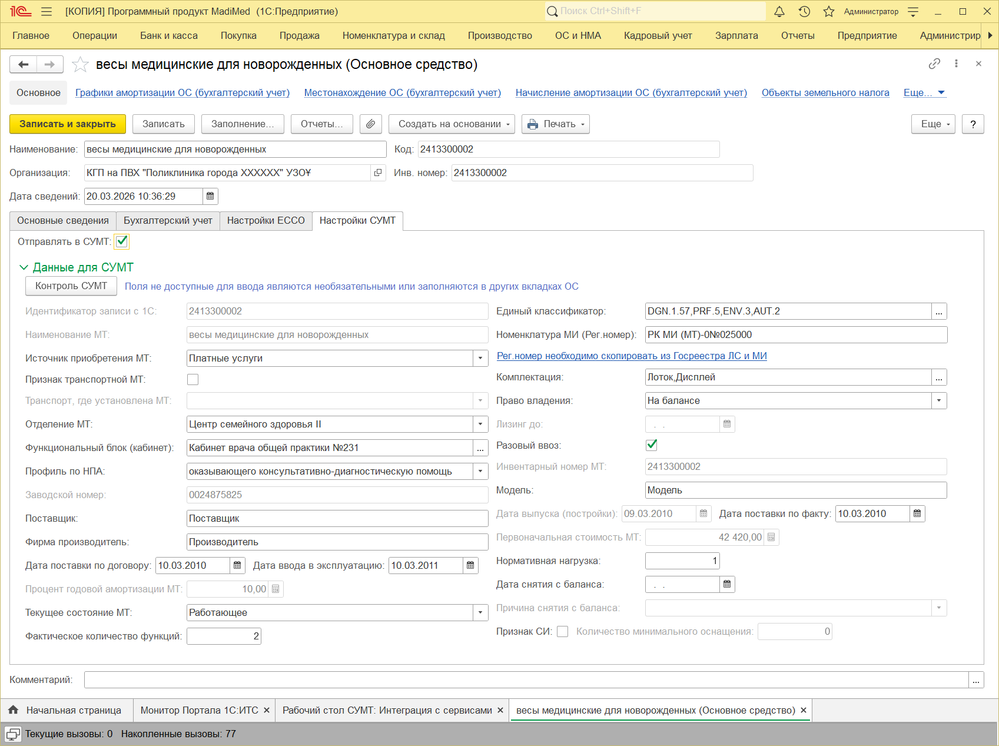 [КОПИЯ] Программный продукт MadiMed (1С:Предприятие)
Поиск Ctrl+Shift+F
Администратор
Главное Операции Банк и касса Покупка Продажа Номенклатура и склад Производство ОС и НМА Кадровый учет Зарплата Отчеты Предприятие Администрир
весы медицинские для новорожденных (Основное средство)
Основное Графики амортизации ОС (бухгалтерский учет) Местонахождение ОС (бухгалтерский учет) Начисление амортизации ОС (бухгалтерский учет) Объекты земельного налога Еще...
Записать и закрыть Записать Заполнение... Отчеты... Создать на основании Печать Еще ?
Наименование: весы медицинские для новорожденных Код: 2413300002
Организация: КГП на ПВХ "Поликлиника города XXXXXX" УЗО¥ Инв. номер: 2413300002
Дата сведений: 20.03.2026 10:36:29
Основные сведения Бухгалтерский учет Настройки ЕССО Настройки СУМТ
Отправлять в СУМТ:
Данные для СУМТ
Контроль СУМТ Поля не доступные для ввода являются необязательными или заполняются в других вкладках ОС
Идентификатор записи с 1С: 2413300002 Единый классификатор: DGN.1.57,PRF.5,ENV.3,AUT.2 ...
Наименование МТ: весы медицинские для новорожденных Номенклатура МИ (Рег.номер): РК МИ (МТ)-0№025000
Источник приобретения МТ: Платные услуги Рег.номер необходимо скопировать из Госреестра ЛС и МИ
Признак транспортной МТ: Комплектация: Лоток,Дисплей ...
Транспорт, где установлена МТ: Право владения: На балансе
Отделение МТ: Центр семейного здоровья II Лизинг до: . .
Функциональный блок (кабинет): Кабинет врача общей практики №231 ... Разовый ввоз:
Профиль по НПА: оказывающего консультативно-диагностическую помощь Инвентарный номер МТ: 2413300002
Заводской номер: 0024875825 Модель: Модель
Поставщик: Поставщик Дата выпуска (постройки): 09.03.2010 Дата поставки по факту: 10.03.2010
Фирма производитель: Производитель Первоначальная стоимость МТ: 42 420,00
Дата поставки по договору: 10.03.2010 Дата ввода в эксплуатацию: 10.03.2011 Нормативная нагрузка: 1
Процент годовой амортизации МТ: 10,00 Дата снятия с баланса: . .
Текущее состояние МТ: Работающее Причина снятия с баланса:
Фактическое количество функций: 2 Признак СИ: Количество минимального оснащения: 0
Комментарий: ...
Начальная страница Монитор Портала 1С:ИТС Рабочий стол СУМТ: Интеграция с сервисами весы медицинские для новорожденных (Основное средство)
Текущие вызовы: 0 Накопленные вызовы: 77